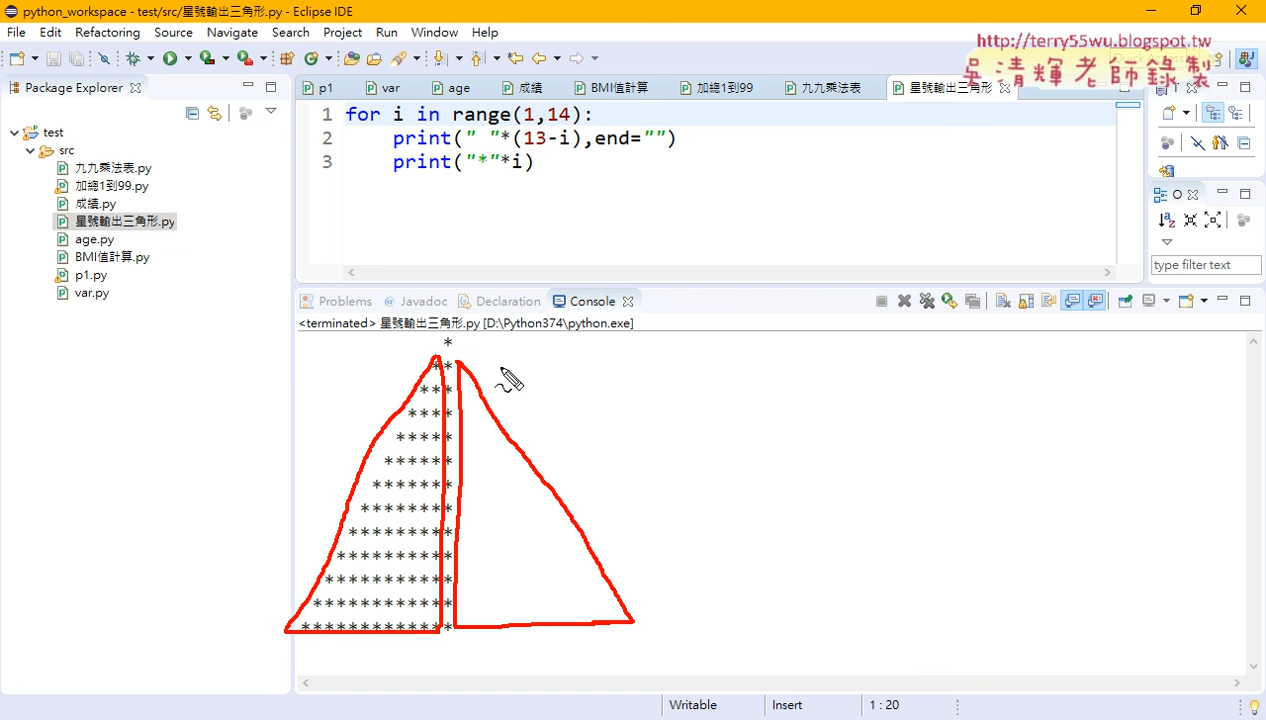 python_workspace - test/src/星號輸出三角形.py - Eclipse IDE
File Edit Refactoring Source Navigate Search Project Run Window Help
http://terry55wu.blogspot.tw
吳清輝老師錄製
Package Explorer
p1 var age 成績 BMI值計算 加總1到99 九九乘法表 星號輸出三角形
test
src
九九乘法表.py
加總1到99.py
成績.py
星號輸出三角形.py
age.py
BMI值計算.py
p1.py
var.py
1 for i in range(1,14):
2 print(" "*(13-i),end="")
3 print("*"*i)
O
type filter text
Problems Javadoc Declaration Console
<terminated> 星號輸出三角形.py [D:\Python374\python.exe]
*
**
***
****
*****
******
*******
********
*********
**********
***********
************
*************
Writable Insert 1 : 20